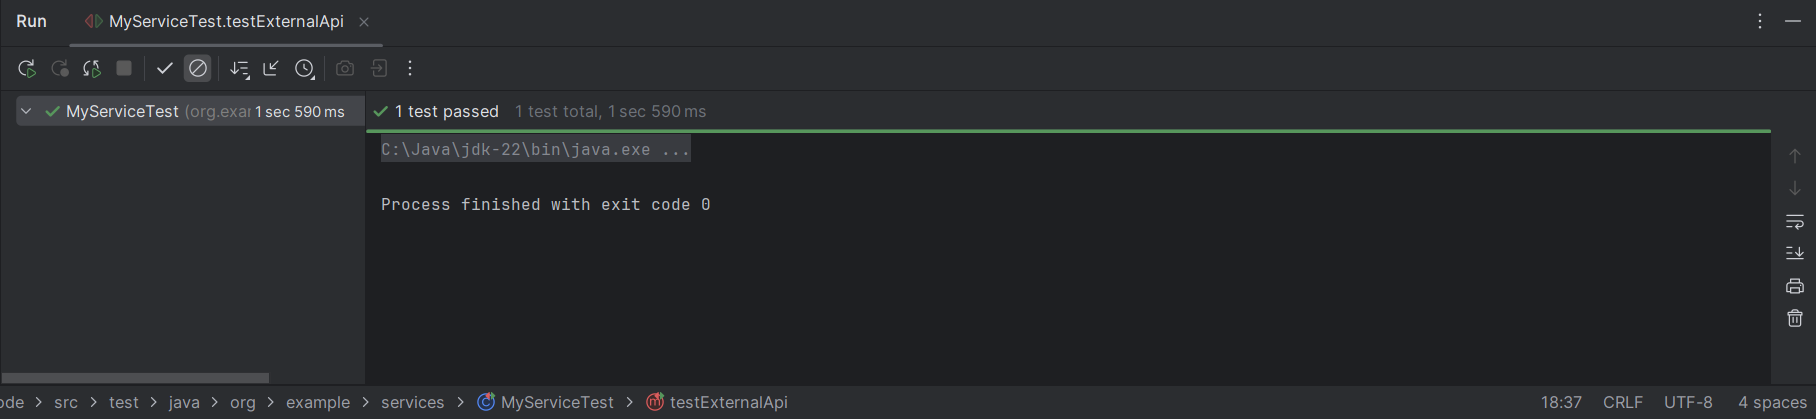 Run MyServiceTest.testExternalApi
MyServiceTest (org.exar 1 sec 590 ms
1 test passed 1 test total, 1 sec 590 ms
C:\Java\jdk-22\bin\java.exe ...
Process finished with exit code 0
ode > src > test > java > org > example > services > MyServiceTest > testExternalApi 18:37 CRLF UTF-8 4 spaces